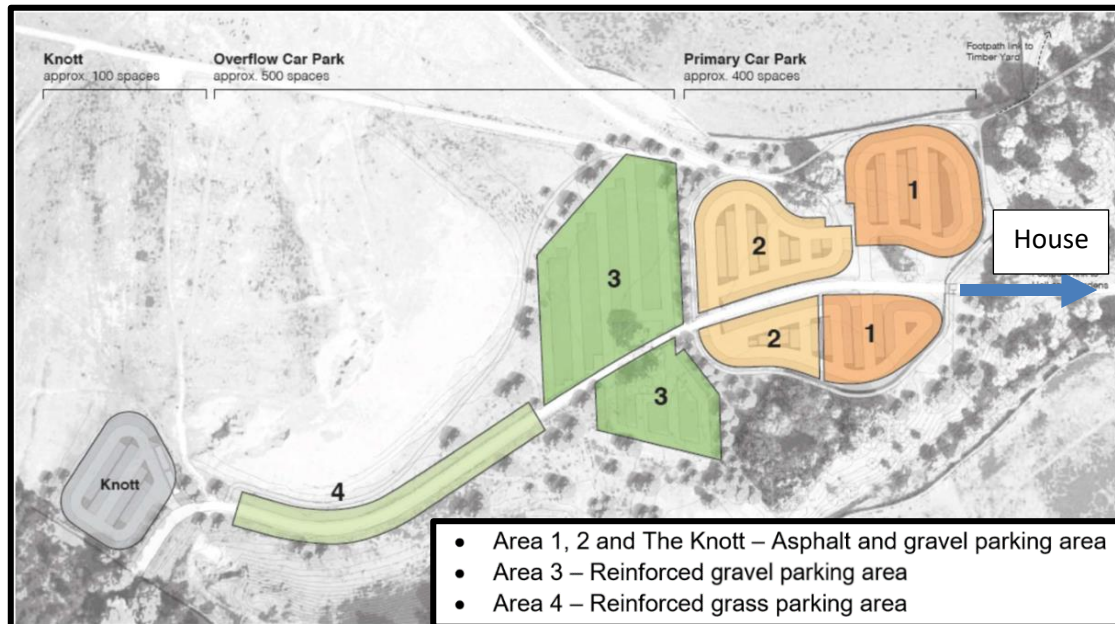 Knott
approx. 100 spaces
Overflow Car Park
approx. 500 spaces
Primary Car Park
approx. 400 spaces
Footpath link to
Timber Yard
1
2
House
3
2
1
3
4
Knott
• Area 1, 2 and The Knott – Asphalt and gravel parking area
• Area 3 – Reinforced gravel parking area
• Area 4 – Reinforced grass parking area